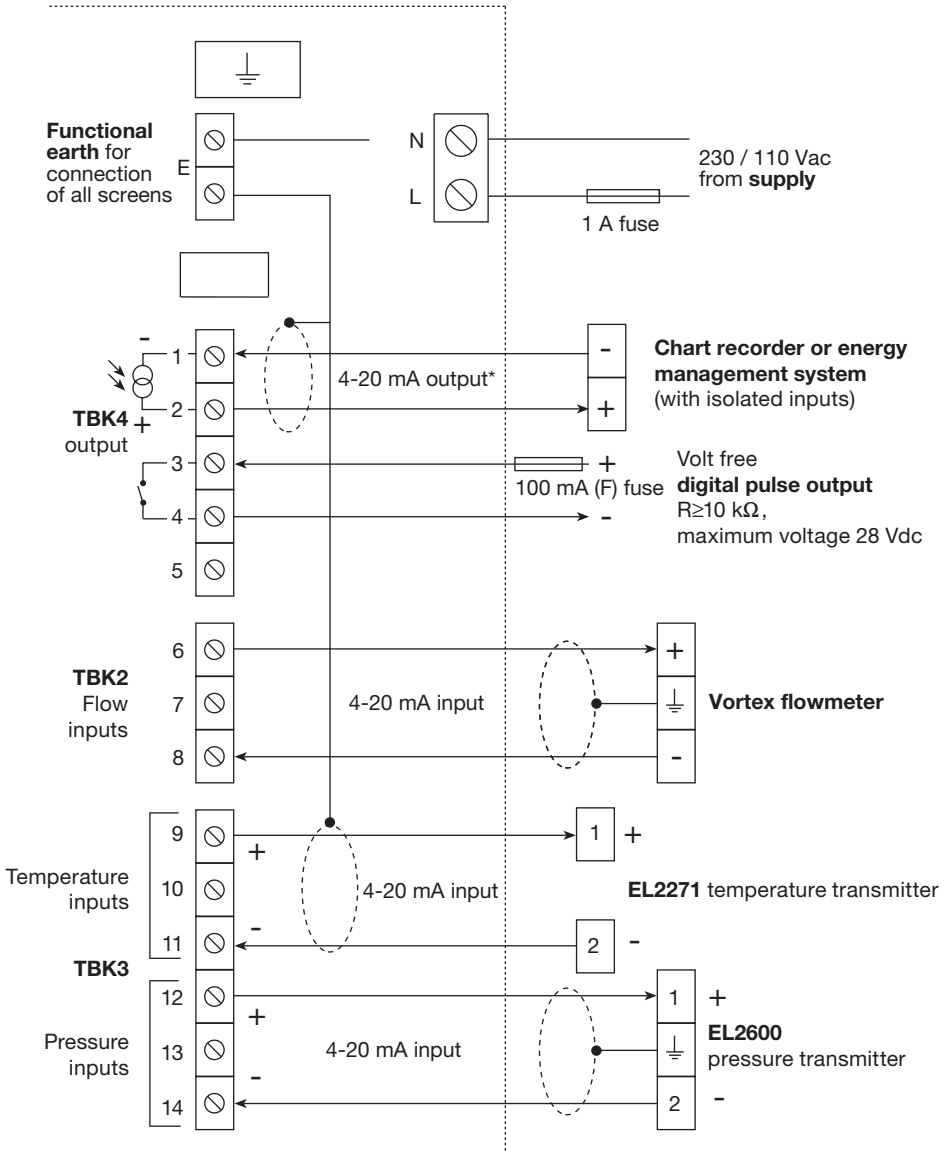 Functional
earth for
connection
of all screens
E
N
L
230 / 110 Vac
from supply
1 A fuse
-
1
2
TBK4 +
output
3
4
5
4-20 mA output*
-
+
Chart recorder or energy
management system
(with isolated inputs)
+
100 mA (F) fuse
-
Volt free
digital pulse output
R≥10 kΩ,
maximum voltage 28 Vdc
TBK2
Flow
inputs
6
7
8
4-20 mA input
+
-
Vortex flowmeter
Temperature
inputs
9
10
11
+
-
4-20 mA input
1 +
2 -
EL2271 temperature transmitter
TBK3
Pressure
inputs
12
13
14
+
-
4-20 mA input
1 +
2 -
EL2600
pressure transmitter